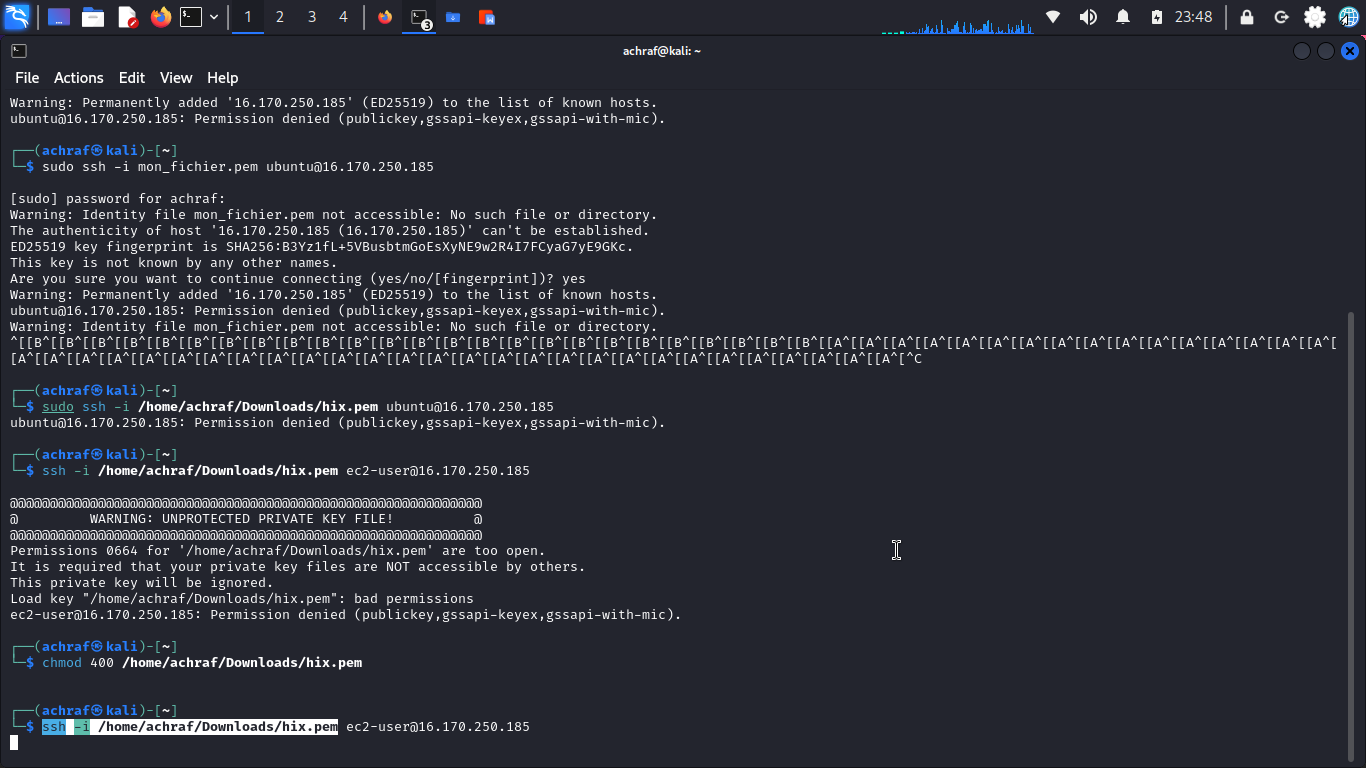 1 2 3 4 3 23:48
achraf@kali: ~
File Actions Edit View Help
Warning: Permanently added '16.170.250.185' (ED25519) to the list of known hosts.
ubuntu@16.170.250.185: Permission denied (publickey,gssapi-keyex,gssapi-with-mic).
┌──(achraf㉿kali)-[~]
└─$ sudo ssh -i mon_fichier.pem ubuntu@16.170.250.185
[sudo] password for achraf:
Warning: Identity file mon_fichier.pem not accessible: No such file or directory.
The authenticity of host '16.170.250.185 (16.170.250.185)' can't be established.
ED25519 key fingerprint is SHA256:B3Yz1fL+5VBusbtmGoEsXyNE9w2R4I7FCyaG7yE9GKc.
This key is not known by any other names.
Are you sure you want to continue connecting (yes/no/[fingerprint])? yes
Warning: Permanently added '16.170.250.185' (ED25519) to the list of known hosts.
ubuntu@16.170.250.185: Permission denied (publickey,gssapi-keyex,gssapi-with-mic).
Warning: Identity file mon_fichier.pem not accessible: No such file or directory.
^[[B^[[B^[[B^[[B^[[B^[[B^[[B^[[B^[[B^[[B^[[B^[[B^[[B^[[B^[[B^[[B^[[B^[[B^[[B^[[B^[[B^[[B^[[B^[[B^[[B^[[B^[[A^[[A^[[A^[[A^[[A^[[A^[[A^[[A^[[A^[[A^[[A^[[A^[[A^[[A^[[A^[
[A^[[A^[[A^[[A^[[A^[[A^[[A^[[A^[[A^[[A^[[A^[[A^[[A^[[A^[[A^[[A^[[A^[[A^[[A^[[A^[[A^[[A^[[A^[[A^[[A^[[A^[[A^[^C
┌──(achraf㉿kali)-[~]
└─$ sudo ssh -i /home/achraf/Downloads/hix.pem ubuntu@16.170.250.185
ubuntu@16.170.250.185: Permission denied (publickey,gssapi-keyex,gssapi-with-mic).
┌──(achraf㉿kali)-[~]
└─$ ssh -i /home/achraf/Downloads/hix.pem ec2-user@16.170.250.185
@@@@@@@@@@@@@@@@@@@@@@@@@@@@@@@@@@@@@@@@@@@@@@@@@@@@@@@@@@@
@         WARNING: UNPROTECTED PRIVATE KEY FILE!          @
@@@@@@@@@@@@@@@@@@@@@@@@@@@@@@@@@@@@@@@@@@@@@@@@@@@@@@@@@@@
Permissions 0664 for '/home/achraf/Downloads/hix.pem' are too open.
It is required that your private key files are NOT accessible by others.
This private key will be ignored.
Load key "/home/achraf/Downloads/hix.pem": bad permissions
ec2-user@16.170.250.185: Permission denied (publickey,gssapi-keyex,gssapi-with-mic).
┌──(achraf㉿kali)-[~]
└─$ chmod 400 /home/achraf/Downloads/hix.pem
┌──(achraf㉿kali)-[~]
└─$ ssh -i /home/achraf/Downloads/hix.pem ec2-user@16.170.250.185